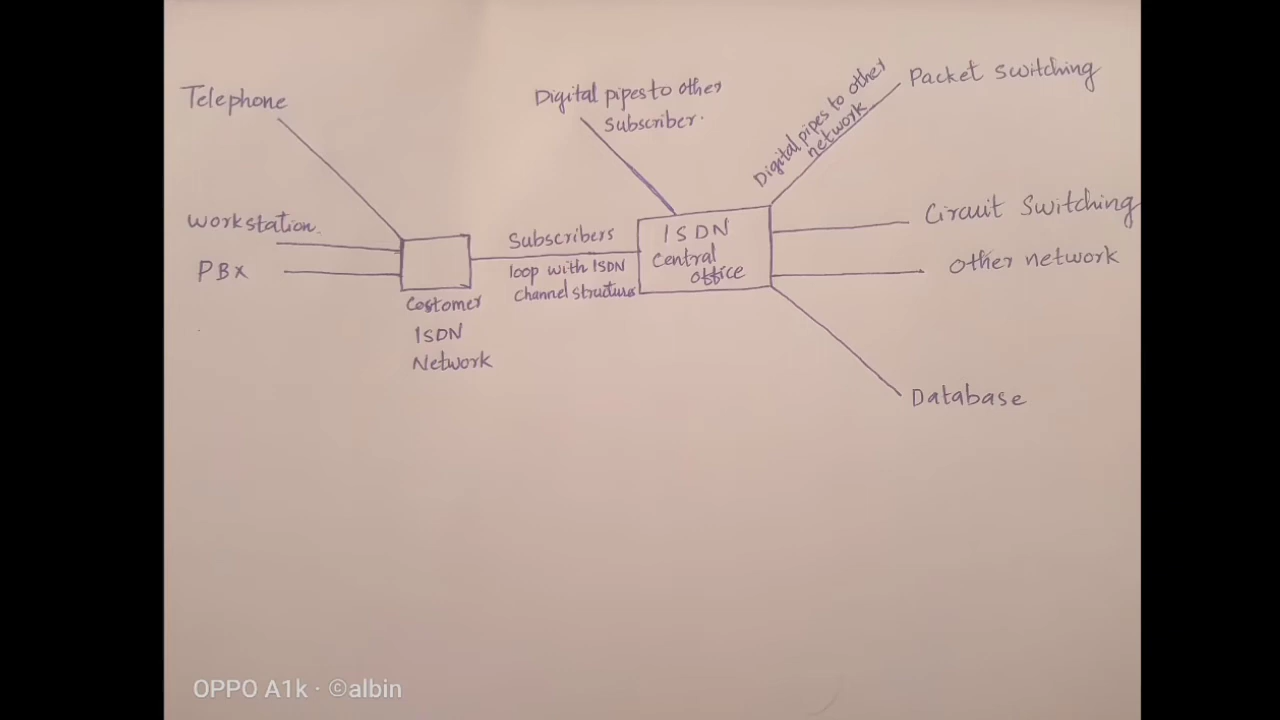 Telephone
Workstation.
PBX
Costomer
ISDN
Network
Subscribers
loop with ISDN
channel structure
Digital pipes to other
Subscriber.
ISDN
Central
office
Digital pipes to other
network
Packet switching
Circuit Switching
Other network
Database
OPPO A1k · ©albin